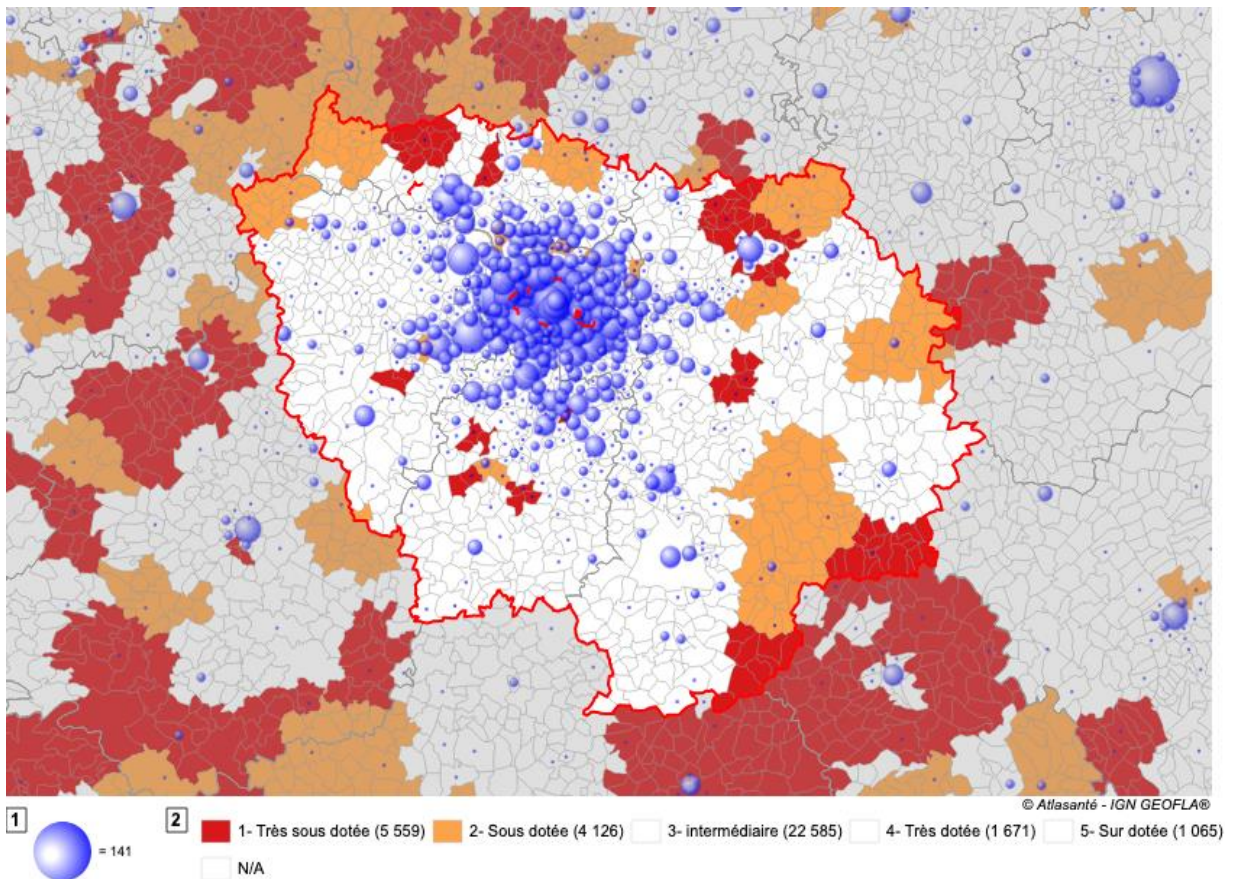 © Atlasanté - IGN GEOFLA®
1 2 1- Très sous dotée (5 559) 2- Sous dotée (4 126) 3- intermédiaire (22 585) 4- Très dotée (1 671) 5- Sur dotée (1 065)
= 141
N/A